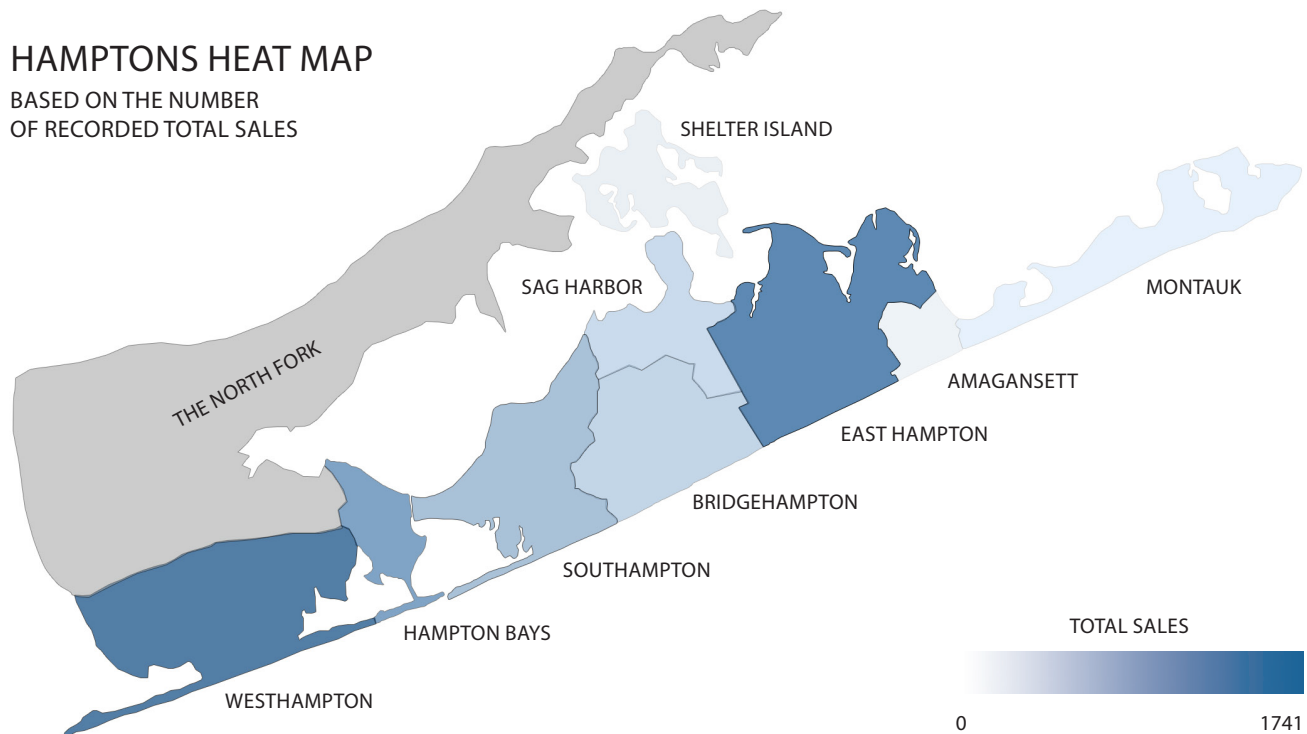 HAMPTONS HEAT MAP
BASED ON THE NUMBER
OF RECORDED TOTAL SALES
SHELTER ISLAND
SAG HARBOR
MONTAUK
THE NORTH FORK
AMAGANSETT
EAST HAMPTON
BRIDGEHAMPTON
SOUTHAMPTON
HAMPTON BAYS
WESTHAMPTON
TOTAL SALES
0
1741